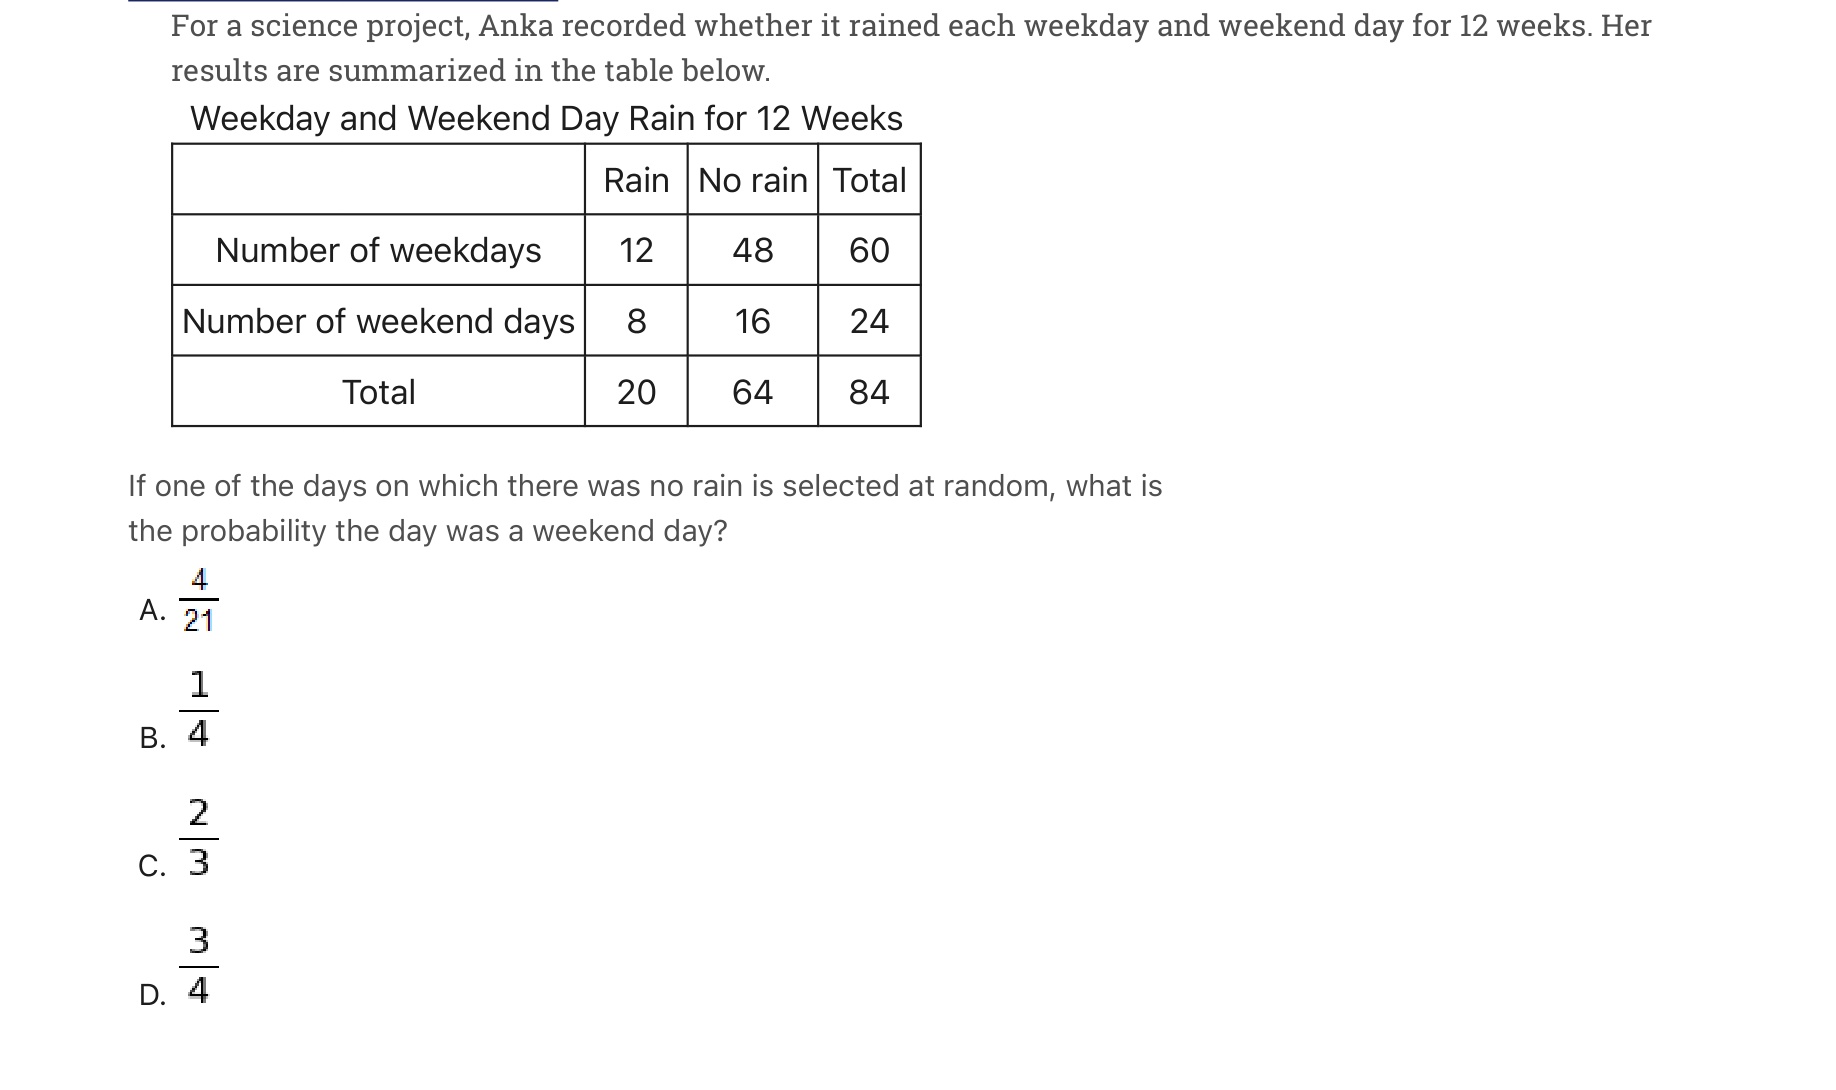 For a science project, Anka recorded whether it rained each weekday and weekend day for 12 weeks. Her
results are summarized in the table below.
Weekday and Weekend Day Rain for 12 Weeks
Rain No rain Total
Number of weekdays 12 48 60
Number of weekend days 8 16 24
Total 20 64 84
If one of the days on which there was no rain is selected at random, what is
the probability the day was a weekend day?
A. 4/21
B. 1/4
C. 2/3
D. 3/4